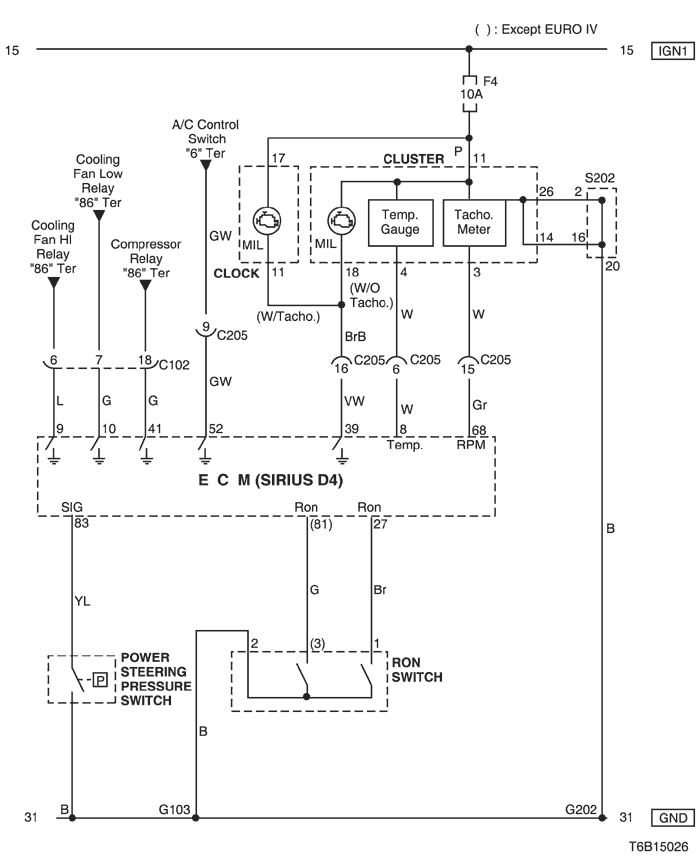 ( ) : Except EURO IV
15
15
IGN1
F4
10A
A/C Control
Switch
"6" Ter
P
17
CLUSTER
11
Cooling
Fan Low
Relay
"86" Ter
S202
26
2
Temp.
Gauge
Tacho.
Meter
Cooling
Fan HI
Relay
"86" Ter
Compressor
Relay
"86" Ter
GW
MIL
MIL
14
16
CLOCK
11
18
4
3
20
(W/O
Tacho.)
(W/Tacho.)
W
W
9
C205
BrB
6
7
18
C102
16
C205
6
C205
15
GW
L
G
G
VW
W
Gr
9
10
41
52
39
8
68
Temp.
RPM
E C M (SIRIUS D4)
SIG
Ron
Ron
83
(81)
27
B
YL
G
Br
2
(3)
1
POWER
STEERING
PRESSURE
SWITCH
P
RON
SWITCH
B
31
B
G103
G202
31
GND
T6B15026